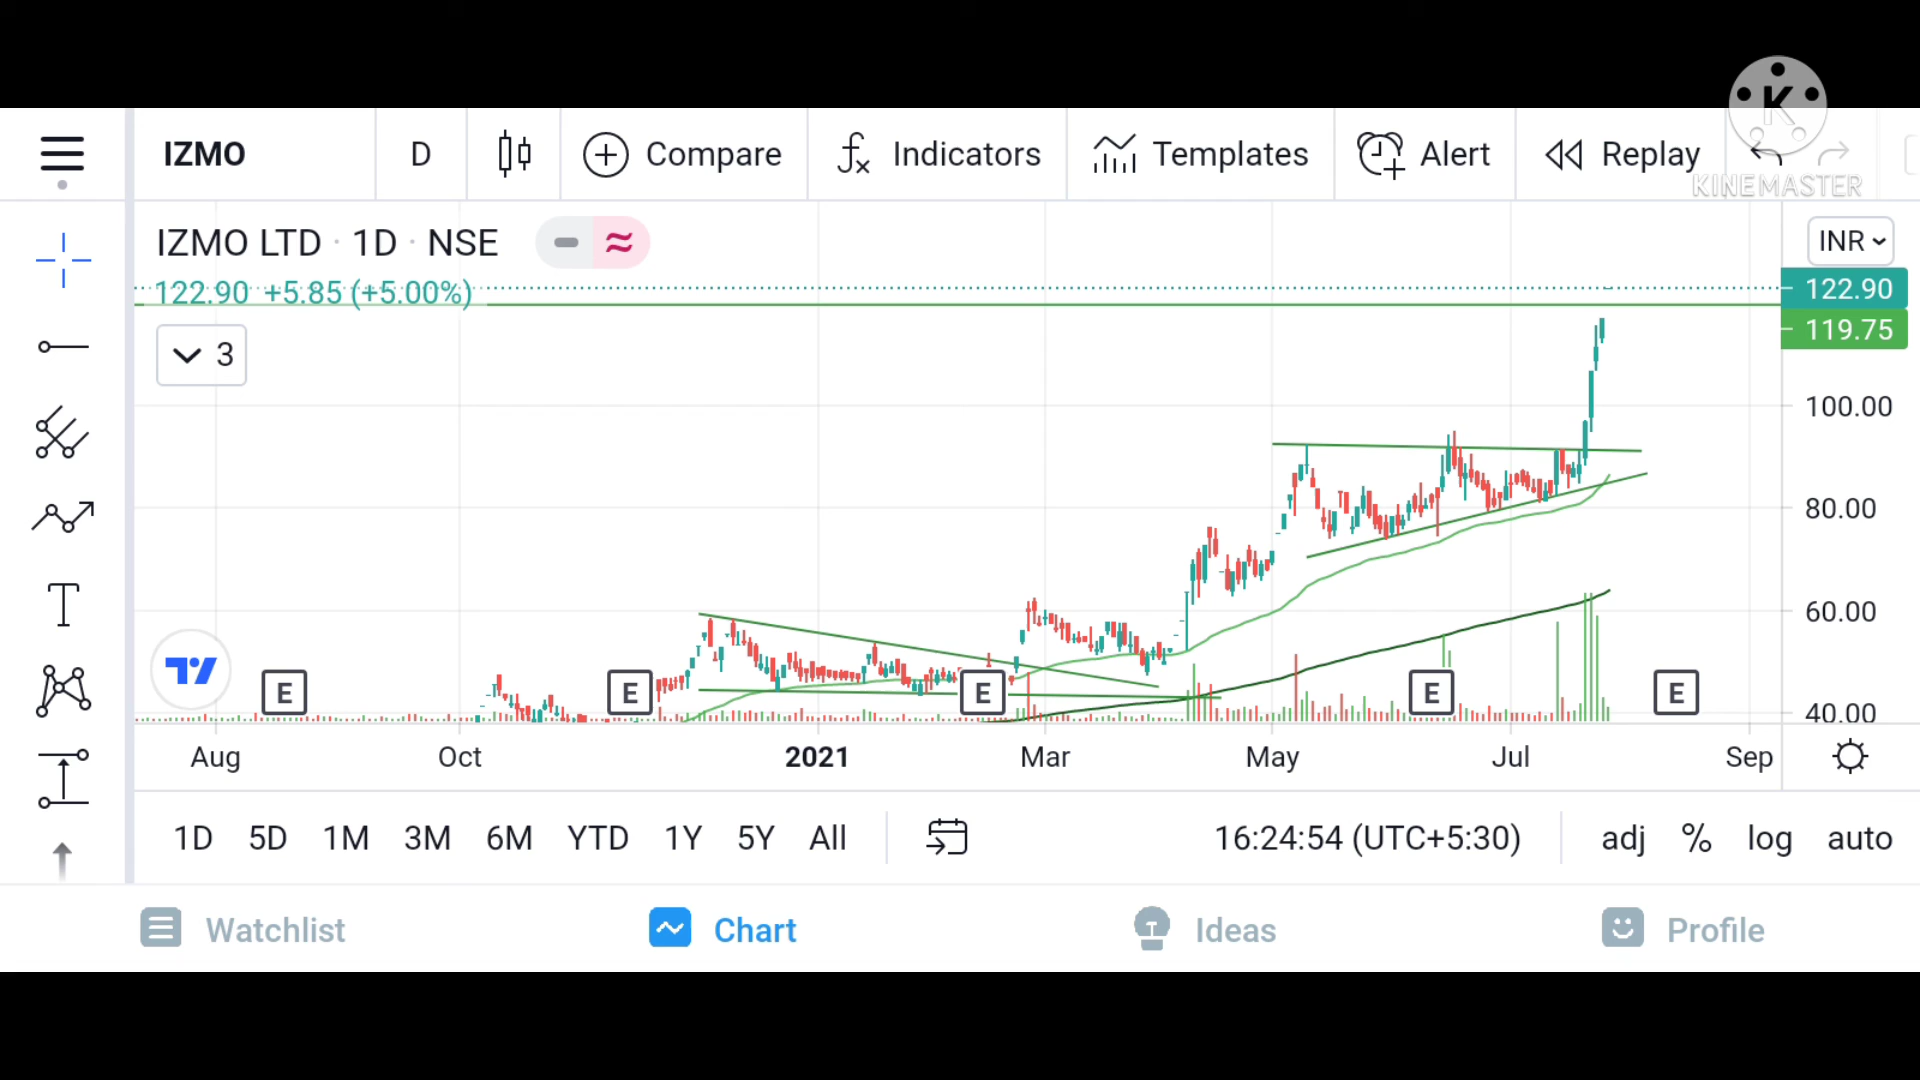 K
KINEMASTER
IZMO D Compare fx Indicators Templates Alert Replay
IZMO LTD · 1D · NSE
INR
122.90 +5.85 (+5.00%)
122.90
119.75
3
100.00
80.00
60.00
40.00
E E E E E
Aug Oct 2021 Mar May Jul Sep
1D 5D 1M 3M 6M YTD 1Y 5Y All 16:24:54 (UTC+5:30) adj % log auto
Watchlist Chart Ideas Profile